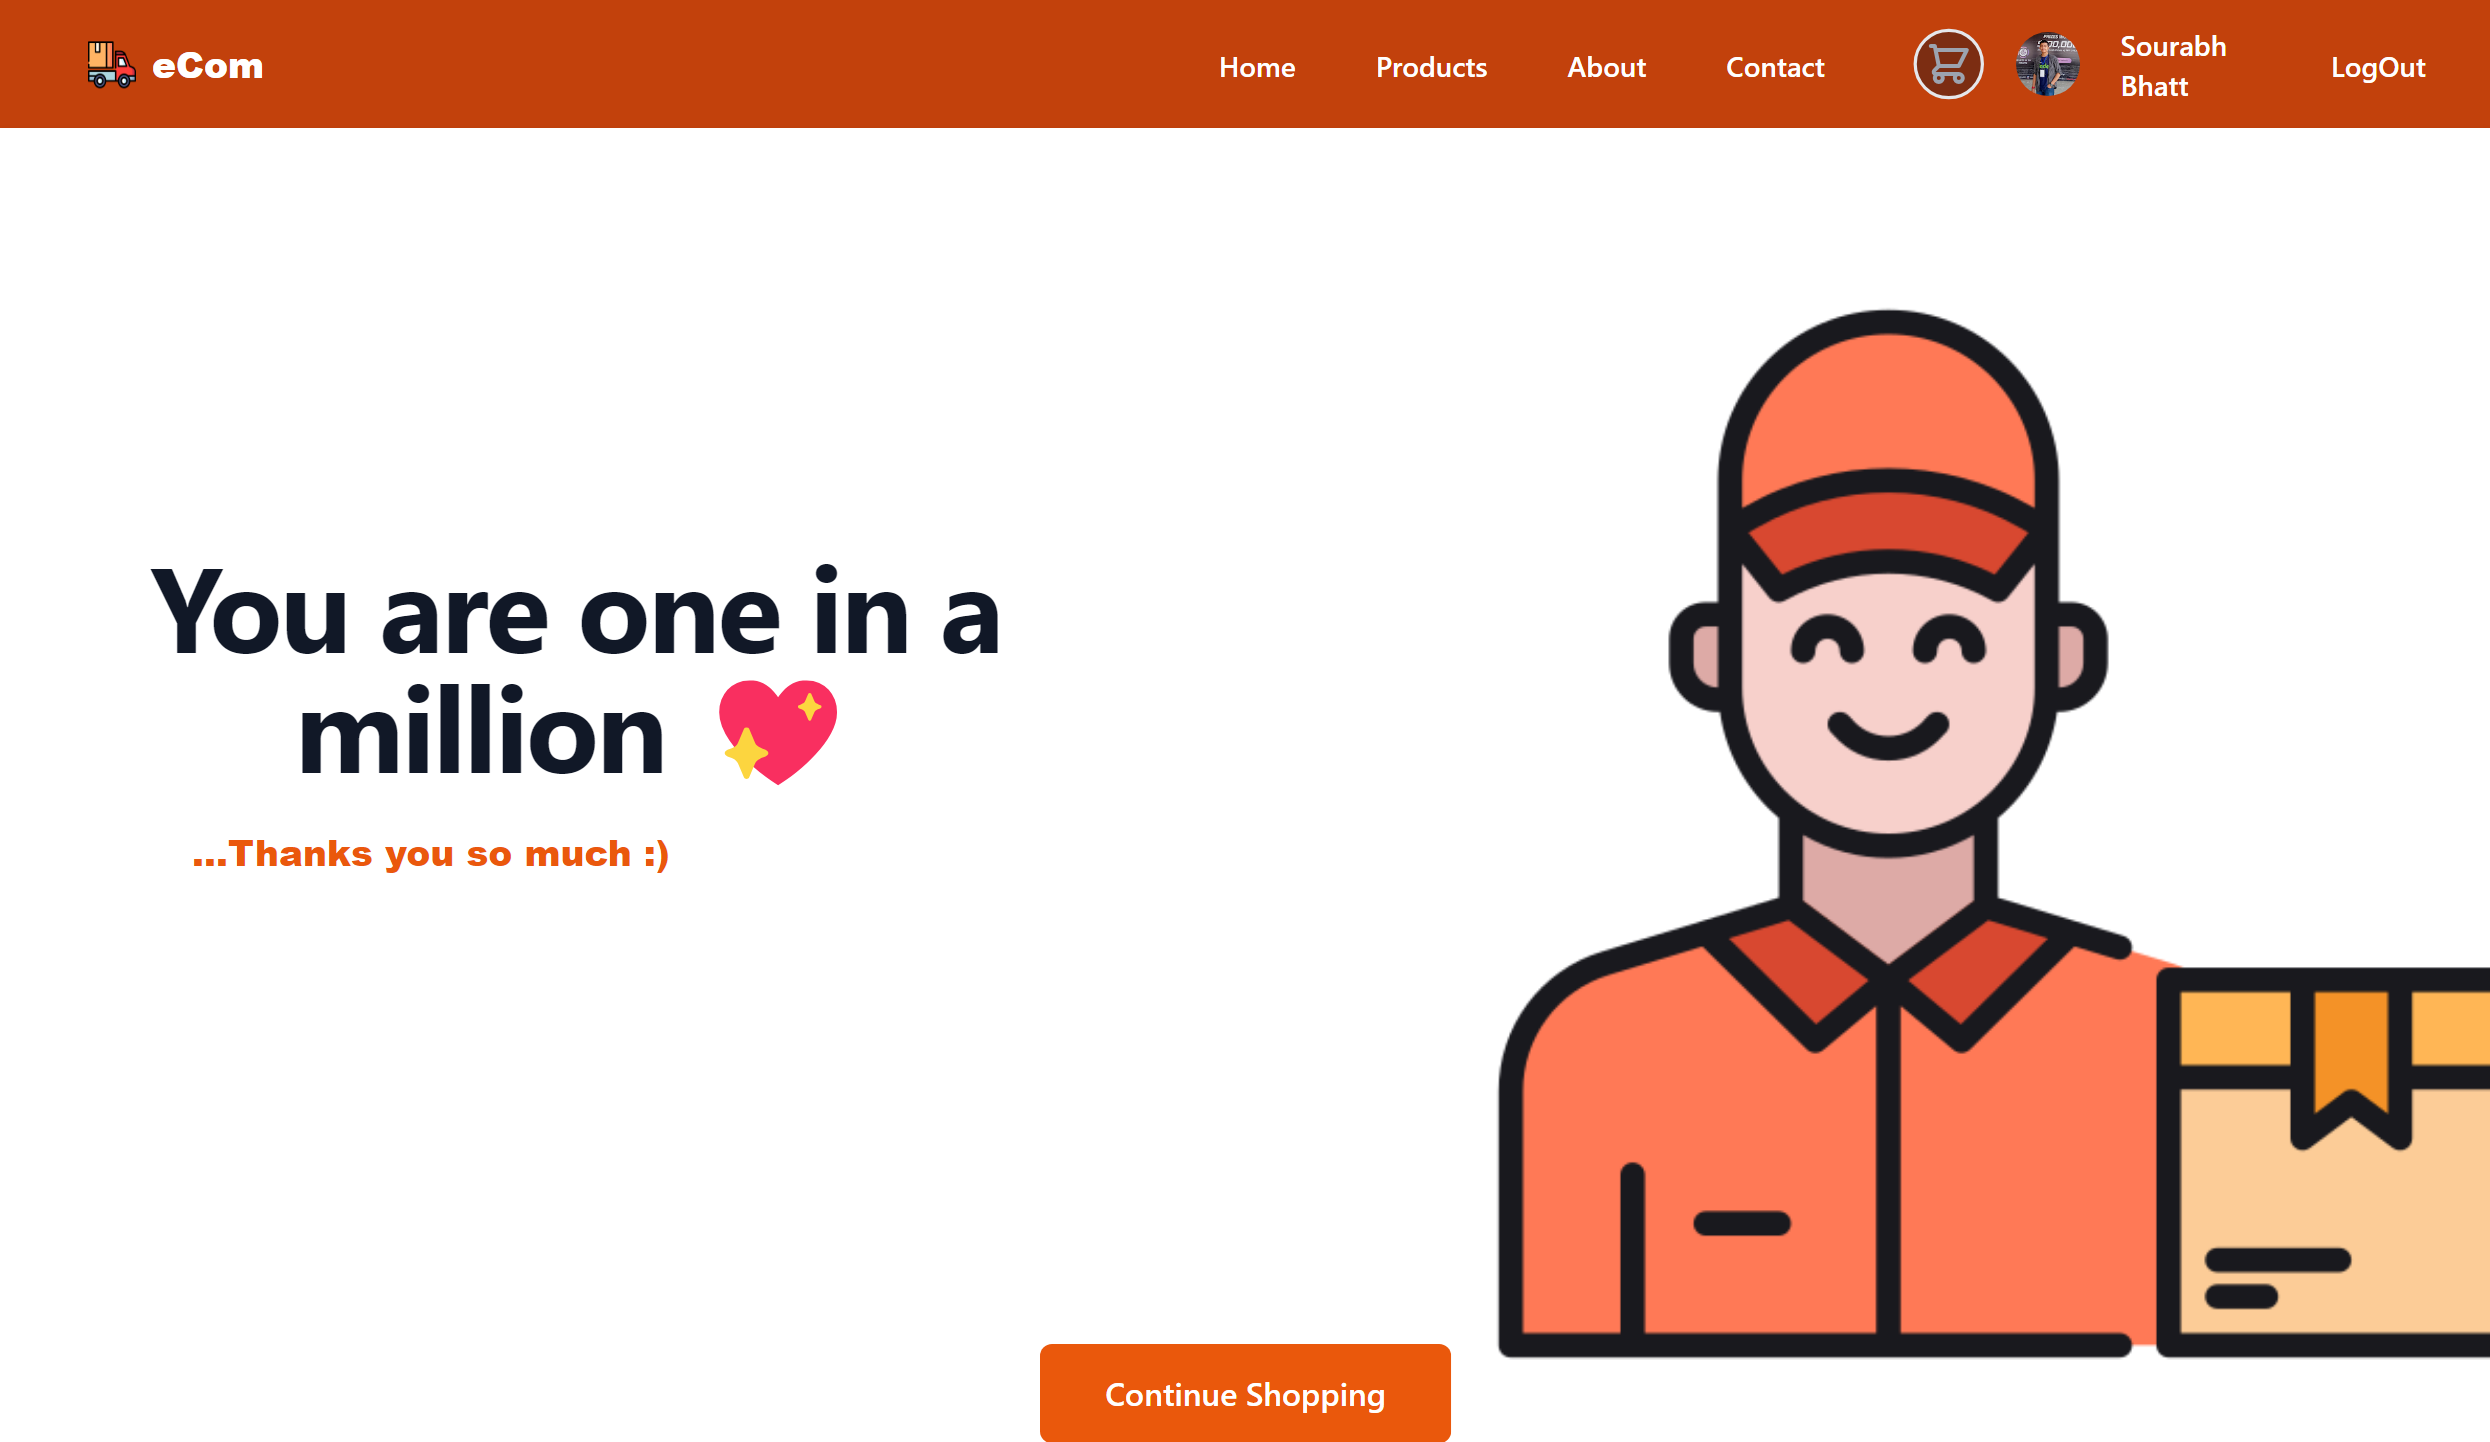 eCom
Home
Products
About
Contact
Sourabh
Bhatt
LogOut
You are one in a
million 💖
...Thanks you so much :)
Continue Shopping